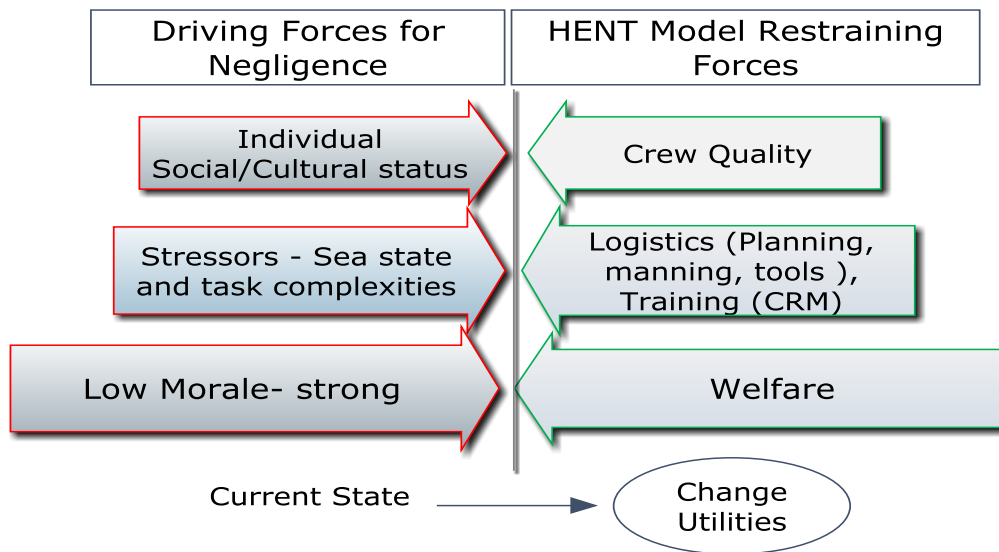 Driving Forces for
Negligence
HENT Model Restraining
Forces
Individual
Social/Cultural status
Crew Quality
Stressors - Sea state
and task complexities
Logistics (Planning,
manning, tools ),
Training (CRM)
Low Morale- strong
Welfare
Current State
Change
Utilities